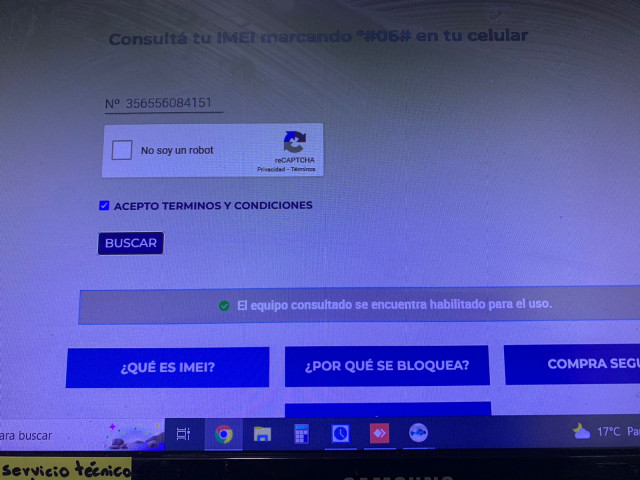 Consultá tu IMEI marcando *#06# en tu celular
Nº 356556084151
No soy un robot
reCAPTCHA
Privacidad - Términos
ACEPTO TERMINOS Y CONDICIONES
BUSCAR
El equipo consultado se encuentra habilitado para el uso.
¿QUÉ ES IMEI?
¿POR QUÉ SE BLOQUEA?
COMPRA SEGU
ara buscar
17°C Pa
servicio técnico
SAMSUNG